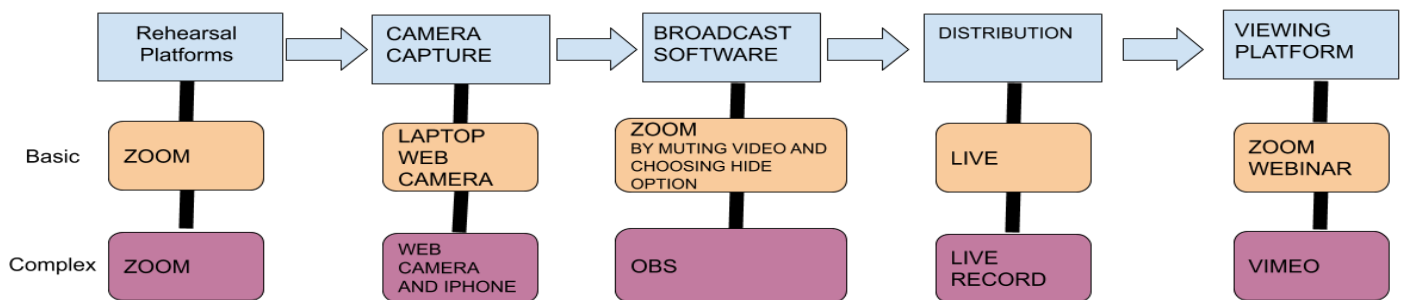 Rehearsal
Platforms
CAMERA
CAPTURE
BROADCAST
SOFTWARE
DISTRIBUTION
VIEWING
PLATFORM
Basic
ZOOM
LAPTOP
WEB
CAMERA
ZOOM
BY MUTING VIDEO AND
CHOOSING HIDE
OPTION
LIVE
ZOOM
WEBINAR
Complex
ZOOM
WEB
CAMERA
AND IPHONE
OBS
LIVE
RECORD
VIMEO